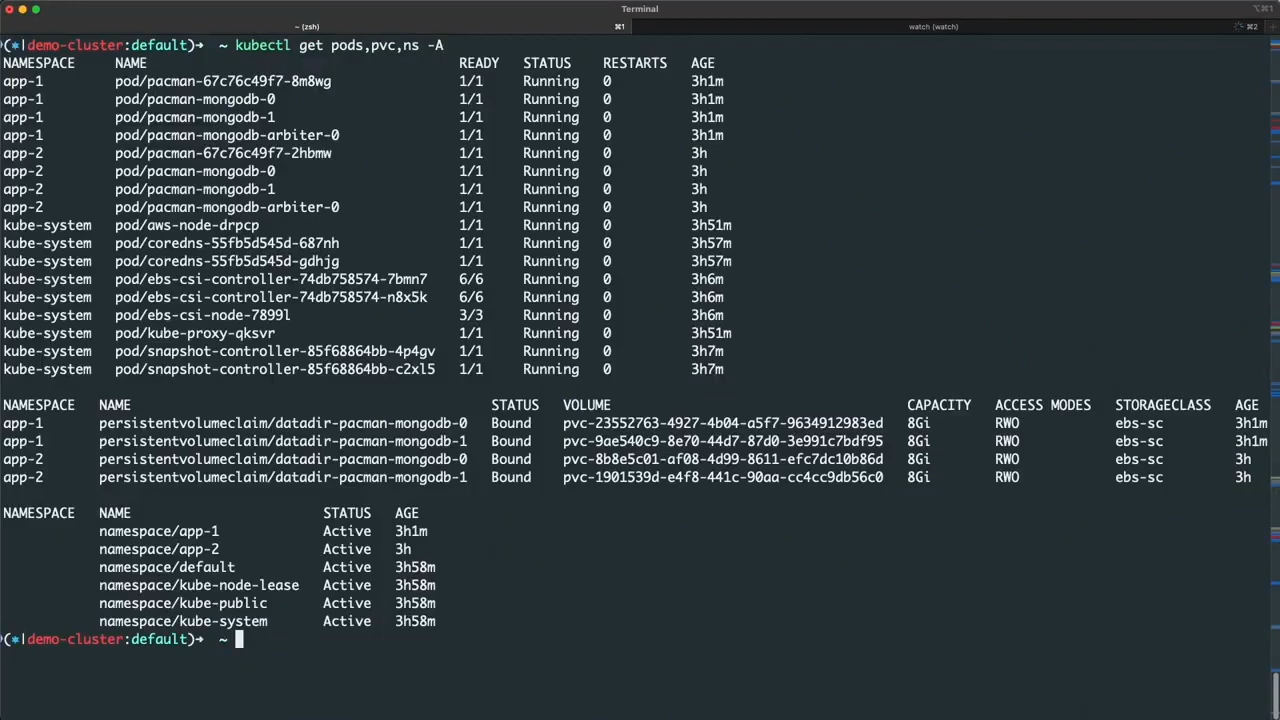 Terminal
⌥⌘1
~ (zsh) ⌘1 watch (watch) ⌘2 +
(*|demo-cluster:default)➜ ~ kubectl get pods,pvc,ns -A
NAMESPACE NAME READY STATUS RESTARTS AGE
app-1 pod/pacman-67c76c49f7-8m8wg 1/1 Running 0 3h1m
app-1 pod/pacman-mongodb-0 1/1 Running 0 3h1m
app-1 pod/pacman-mongodb-1 1/1 Running 0 3h1m
app-1 pod/pacman-mongodb-arbiter-0 1/1 Running 0 3h1m
app-2 pod/pacman-67c76c49f7-2hbmw 1/1 Running 0 3h
app-2 pod/pacman-mongodb-0 1/1 Running 0 3h
app-2 pod/pacman-mongodb-1 1/1 Running 0 3h
app-2 pod/pacman-mongodb-arbiter-0 1/1 Running 0 3h
kube-system pod/aws-node-drpcp 1/1 Running 0 3h51m
kube-system pod/coredns-55fb5d545d-687nh 1/1 Running 0 3h57m
kube-system pod/coredns-55fb5d545d-gdhjg 1/1 Running 0 3h57m
kube-system pod/ebs-csi-controller-74db758574-7bmn7 6/6 Running 0 3h6m
kube-system pod/ebs-csi-controller-74db758574-n8x5k 6/6 Running 0 3h6m
kube-system pod/ebs-csi-node-7899l 3/3 Running 0 3h6m
kube-system pod/kube-proxy-qksvr 1/1 Running 0 3h51m
kube-system pod/snapshot-controller-85f68864bb-4p4gv 1/1 Running 0 3h7m
kube-system pod/snapshot-controller-85f68864bb-c2xl5 1/1 Running 0 3h7m
NAMESPACE NAME STATUS VOLUME CAPACITY ACCESS MODES STORAGECLASS AGE
app-1 persistentvolumeclaim/datadir-pacman-mongodb-0 Bound pvc-23552763-4927-4b04-a5f7-9634912983ed 8Gi RWO ebs-sc 3h1m
app-1 persistentvolumeclaim/datadir-pacman-mongodb-1 Bound pvc-9ae540c9-8e70-44d7-87d0-3e991c7bdf95 8Gi RWO ebs-sc 3h1m
app-2 persistentvolumeclaim/datadir-pacman-mongodb-0 Bound pvc-8b8e5c01-af08-4d99-8611-efc7dc10b86d 8Gi RWO ebs-sc 3h
app-2 persistentvolumeclaim/datadir-pacman-mongodb-1 Bound pvc-1901539d-e4f8-441c-90aa-cc4cc9db56c0 8Gi RWO ebs-sc 3h
NAMESPACE NAME STATUS AGE
namespace/app-1 Active 3h1m
namespace/app-2 Active 3h
namespace/default Active 3h58m
namespace/kube-node-lease Active 3h58m
namespace/kube-public Active 3h58m
namespace/kube-system Active 3h58m
(*|demo-cluster:default)➜ ~